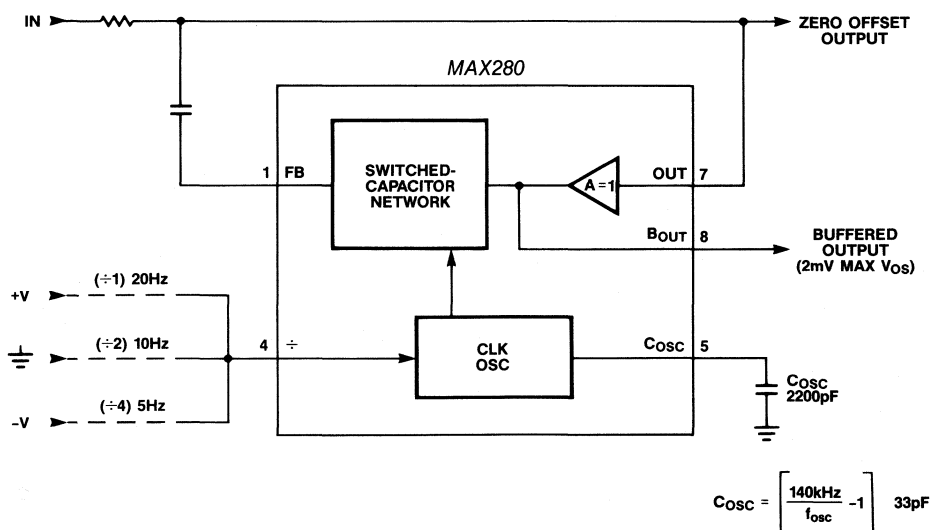 IN
ZERO OFFSET
OUTPUT
MAX280
1 FB
SWITCHED-
CAPACITOR
NETWORK
A=1
OUT 7
BOUT 8
BUFFERED
OUTPUT
(2mV MAX VOS)
+V (÷1) 20Hz
(÷2) 10Hz
-V (÷4) 5Hz
4 ÷
CLK
OSC
COSC 5
COSC
2200pF
COSC = [140kHz / fosc -1] 33pF